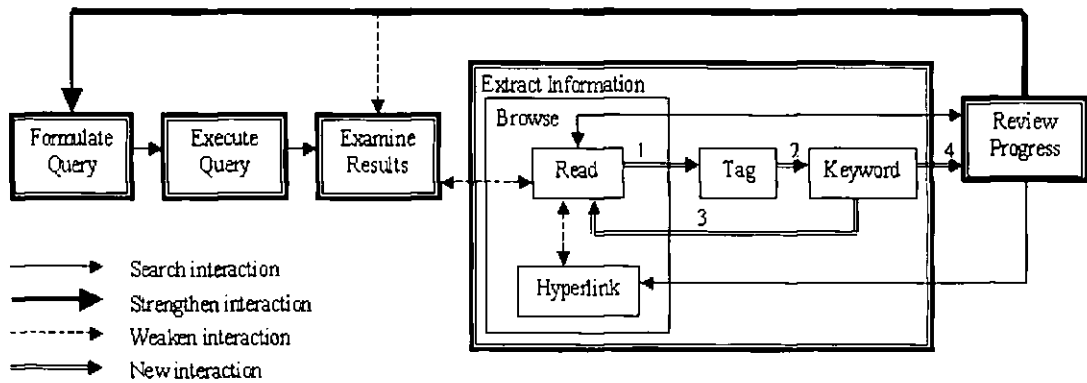 Extract Information
Browse
Formulate
Query
Execute
Query
Examine
Results
Read
1
Tag
2
Keyword
4
Review
Progress
3
Hyperlink
Search interaction
Strengthen interaction
Weaken interaction
New interaction